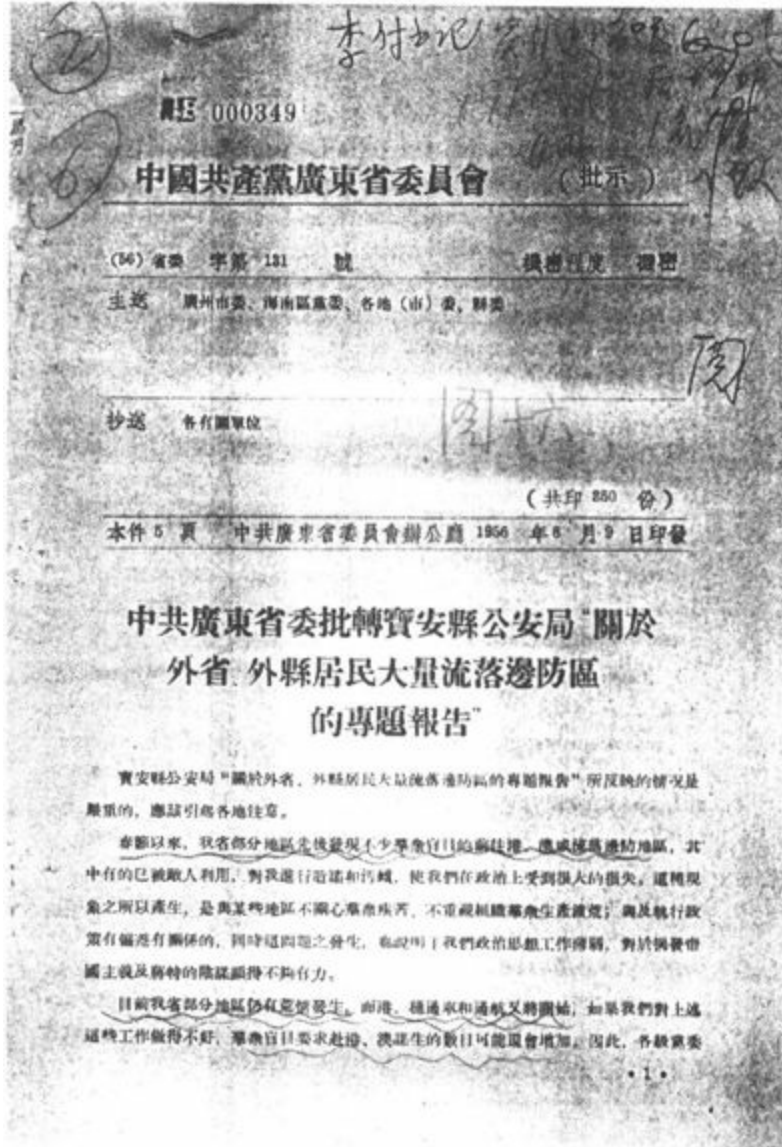 2
李付书记
000349
6
中國共產黨廣東省委員會 （批示）
(56) 省委 字第 131 號 機密程度 機密
主送 廣州市委、海南區黨委、各地（市）委，縣委
抄送 各有關單位
（共印 850 份）
本件 5 頁 中共廣東省委員會辦公廳 1956 年 6 月 9 日印發
中共廣東省委批轉寶安縣公安局“關於
外省、外縣居民大量流落邊防區
的專題報告”
寶安縣公安局“關於外省、外縣居民大量流落邊防區的專題報告”所反映的情况是
嚴重的，應該引起各地注意。
春節以來，我省部分地區先後發現不少羣衆盲目的前往港、澳或流落邊防地區，其
中有的已被敵人利用，對我進行造謠和污衊，使我們在政治上受到很大的損失。這種現
象之所以產生，是與某些地區不關心羣衆疾苦，不重視組織羣衆生產渡荒；與及執行政
策有偏差有關係的，同時這問題之發生，也說明了我們政治思想工作薄弱，對於揭發帝
國主義及蔣特的陰謀顯得不夠有力。
目前我省部分地區仍有荒情發生，而港、穗通車和通航又將開始，如果我們對上述
這些工作做得不好，羣衆盲目要求赴港、澳謀生的數目可能還會增加。因此，各級黨委
• 1 •